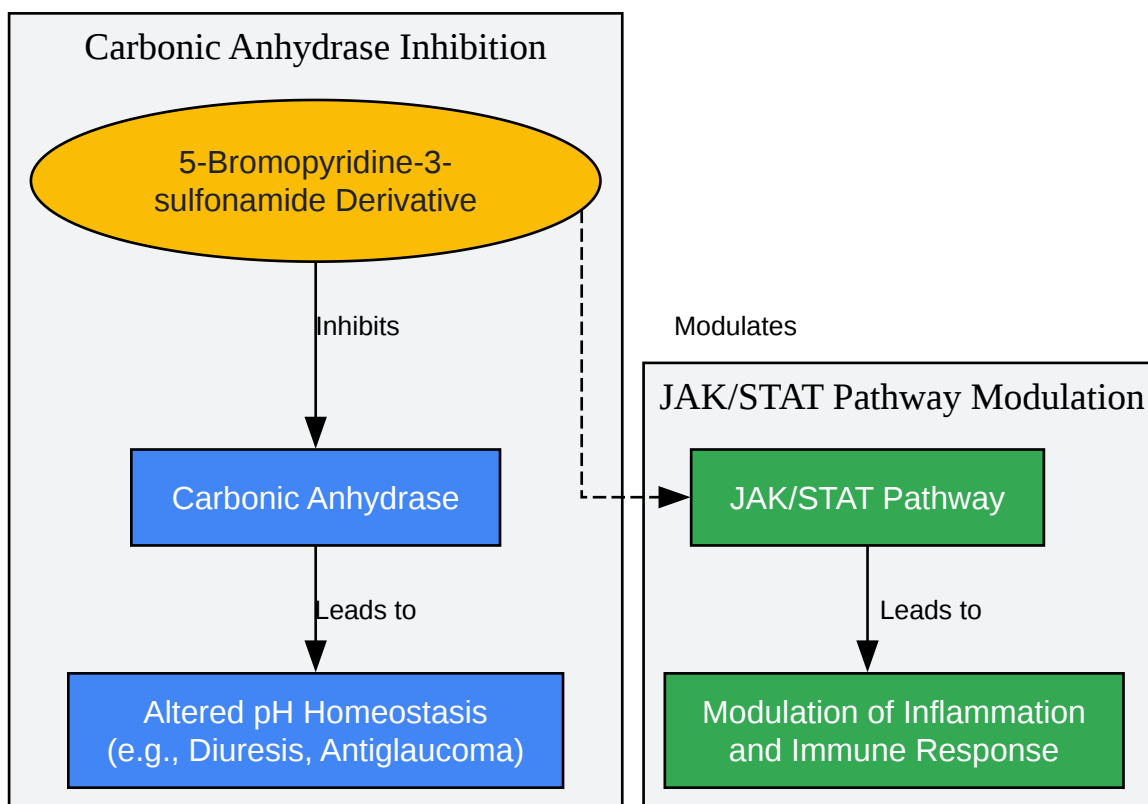 Carbonic Anhydrase Inhibition
5-Bromopyridine-3-
sulfonamide Derivative
Inhibits
Modulates
JAK/STAT Pathway Modulation
Carbonic Anhydrase
JAK/STAT Pathway
Leads to
Leads to
Altered pH Homeostasis
(e.g., Diuresis, Antiglaucoma)
Modulation of Inflammation
and Immune Response